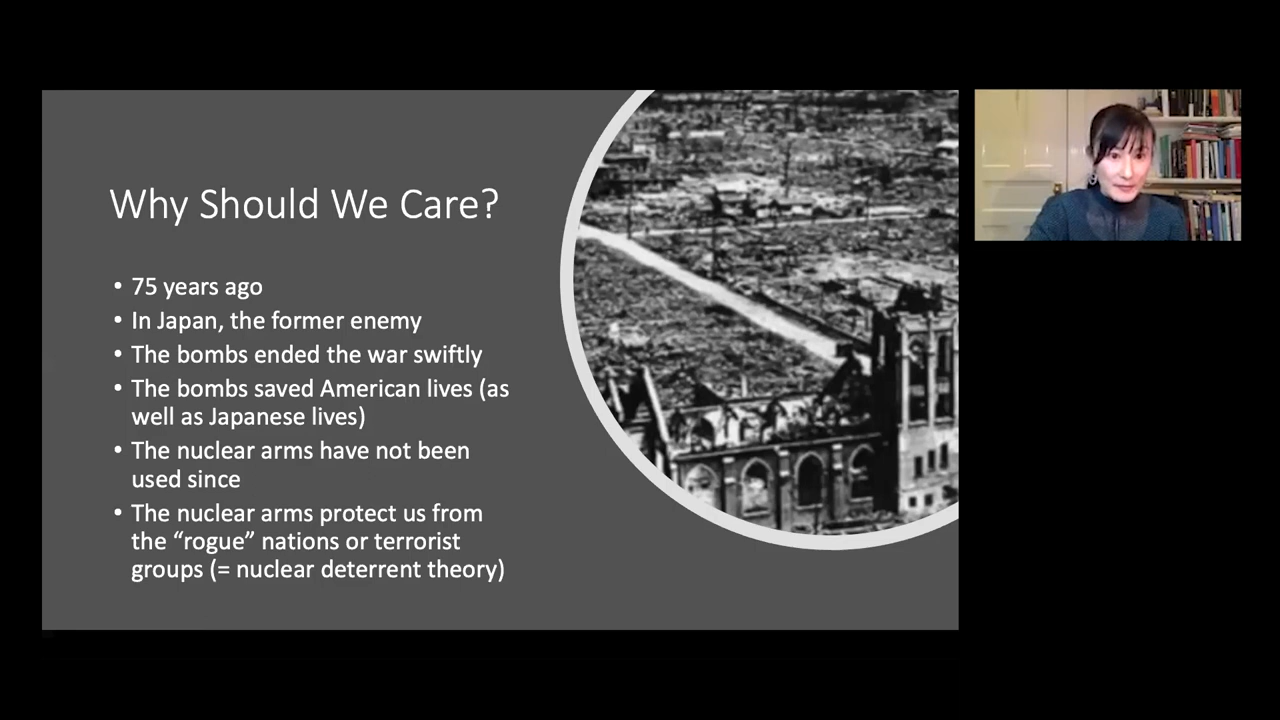 Why Should We Care?
• 75 years ago
• In Japan, the former enemy
• The bombs ended the war swiftly
• The bombs saved American lives (as
well as Japanese lives)
• The nuclear arms have not been
used since
• The nuclear arms protect us from
the “rogue” nations or terrorist
groups (= nuclear deterrent theory)